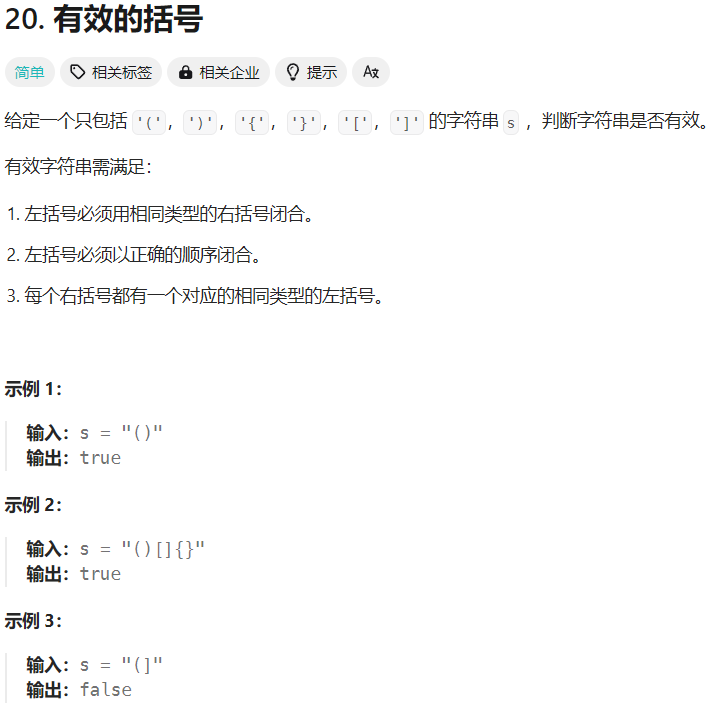 20. 有效的括号
简单 相关标签 相关企业 提示 Aあ
给定一个只包括 '(', ')', '{', '}', '[', ']' 的字符串 s ，判断字符串是否有效。
有效字符串需满足：
1. 左括号必须用相同类型的右括号闭合。
2. 左括号必须以正确的顺序闭合。
3. 每个右括号都有一个对应的相同类型的左括号。
示例 1：
输入：s = "()"
输出：true
示例 2：
输入：s = "()[]{}"
输出：true
示例 3：
输入：s = "(]"
输出：false